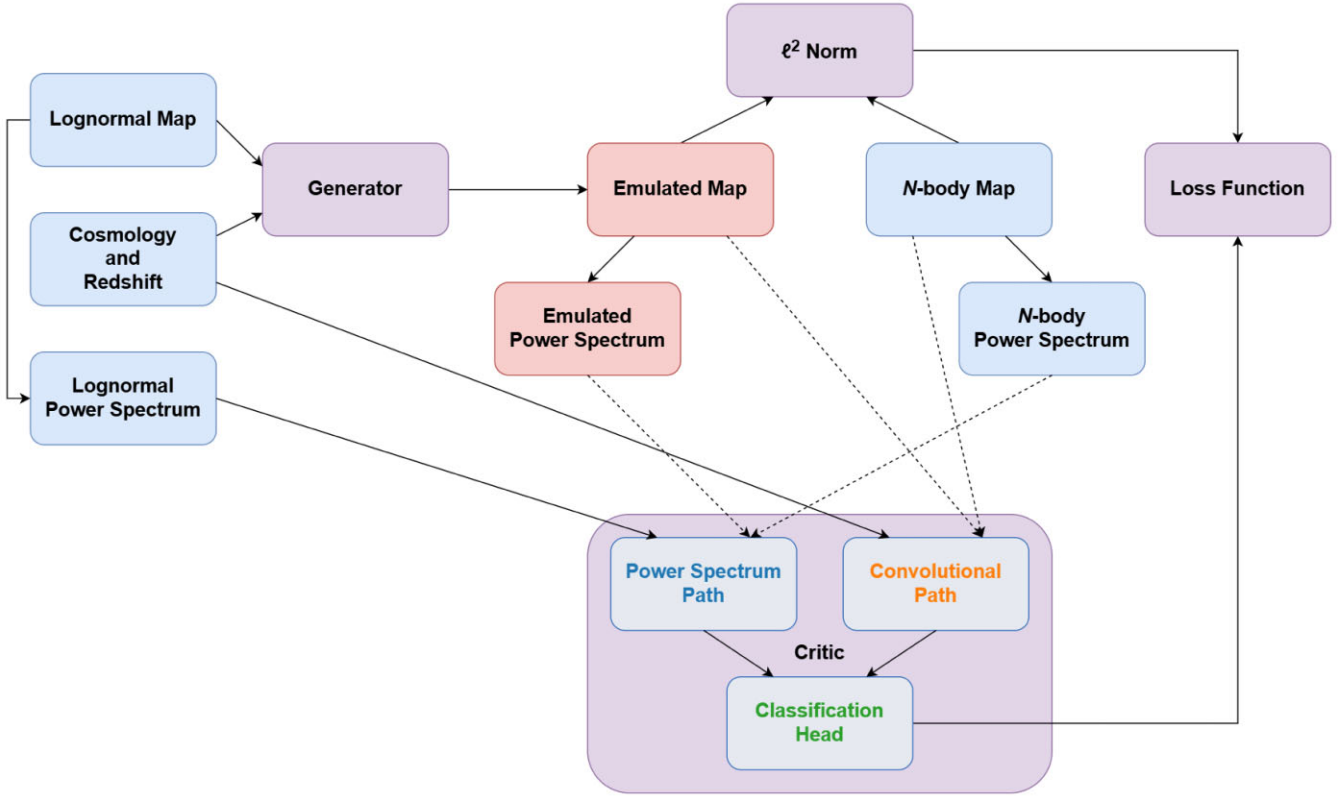 ℓ² Norm
Lognormal Map
Generator
Emulated Map
N-body Map
Loss Function
Cosmology
and
Redshift
Emulated
Power Spectrum
N-body
Power Spectrum
Lognormal
Power Spectrum
Power Spectrum
Path
Convolutional
Path
Critic
Classification
Head